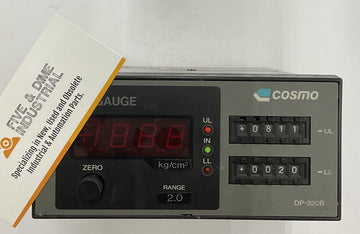 FIVE & DIME
INDUSTRIAL
Specializing in New, Used and Obsolete
Industrial & Automation Parts.
GAUGE
cosmo
UL
IN
LL
kg/cm²
ZERO
RANGE
2.0
+0811
UL
+0020
LL
DP-320B